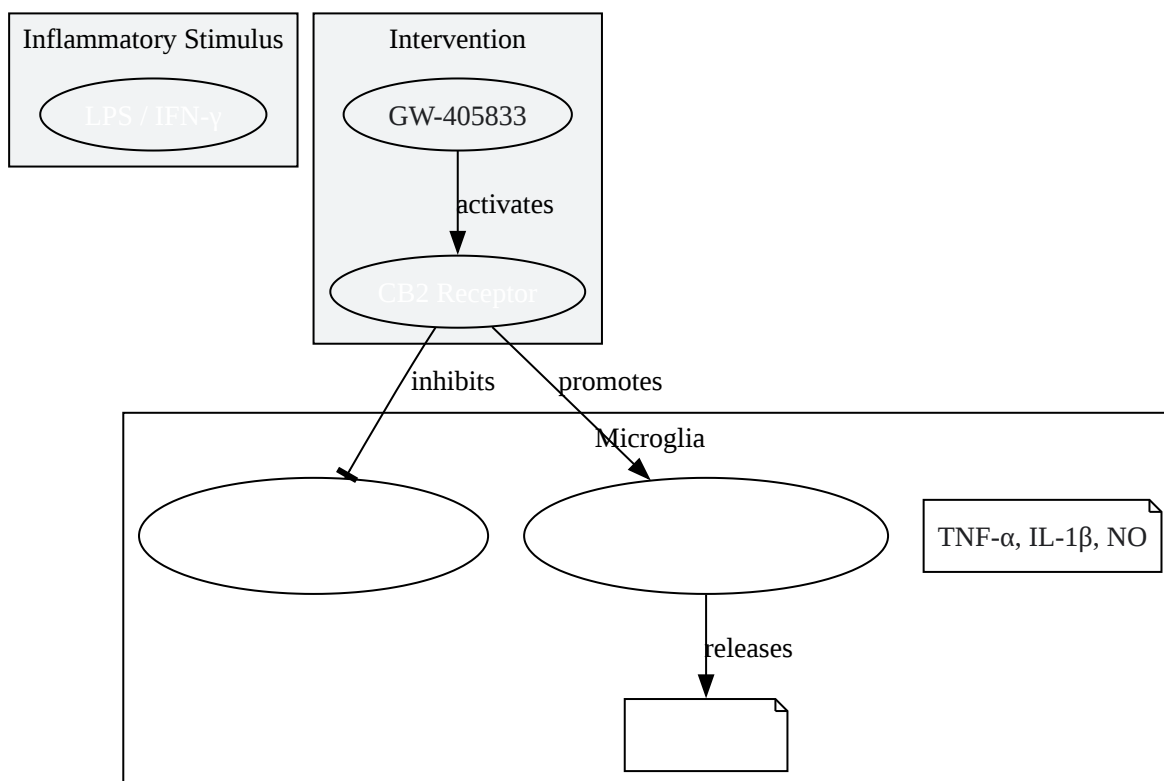 Inflammatory Stimulus
LPS / IFN-γ
Intervention
GW-405833
activates
CB2 Receptor
inhibits
promotes
Microglia
TNF-α, IL-1β, NO
releases